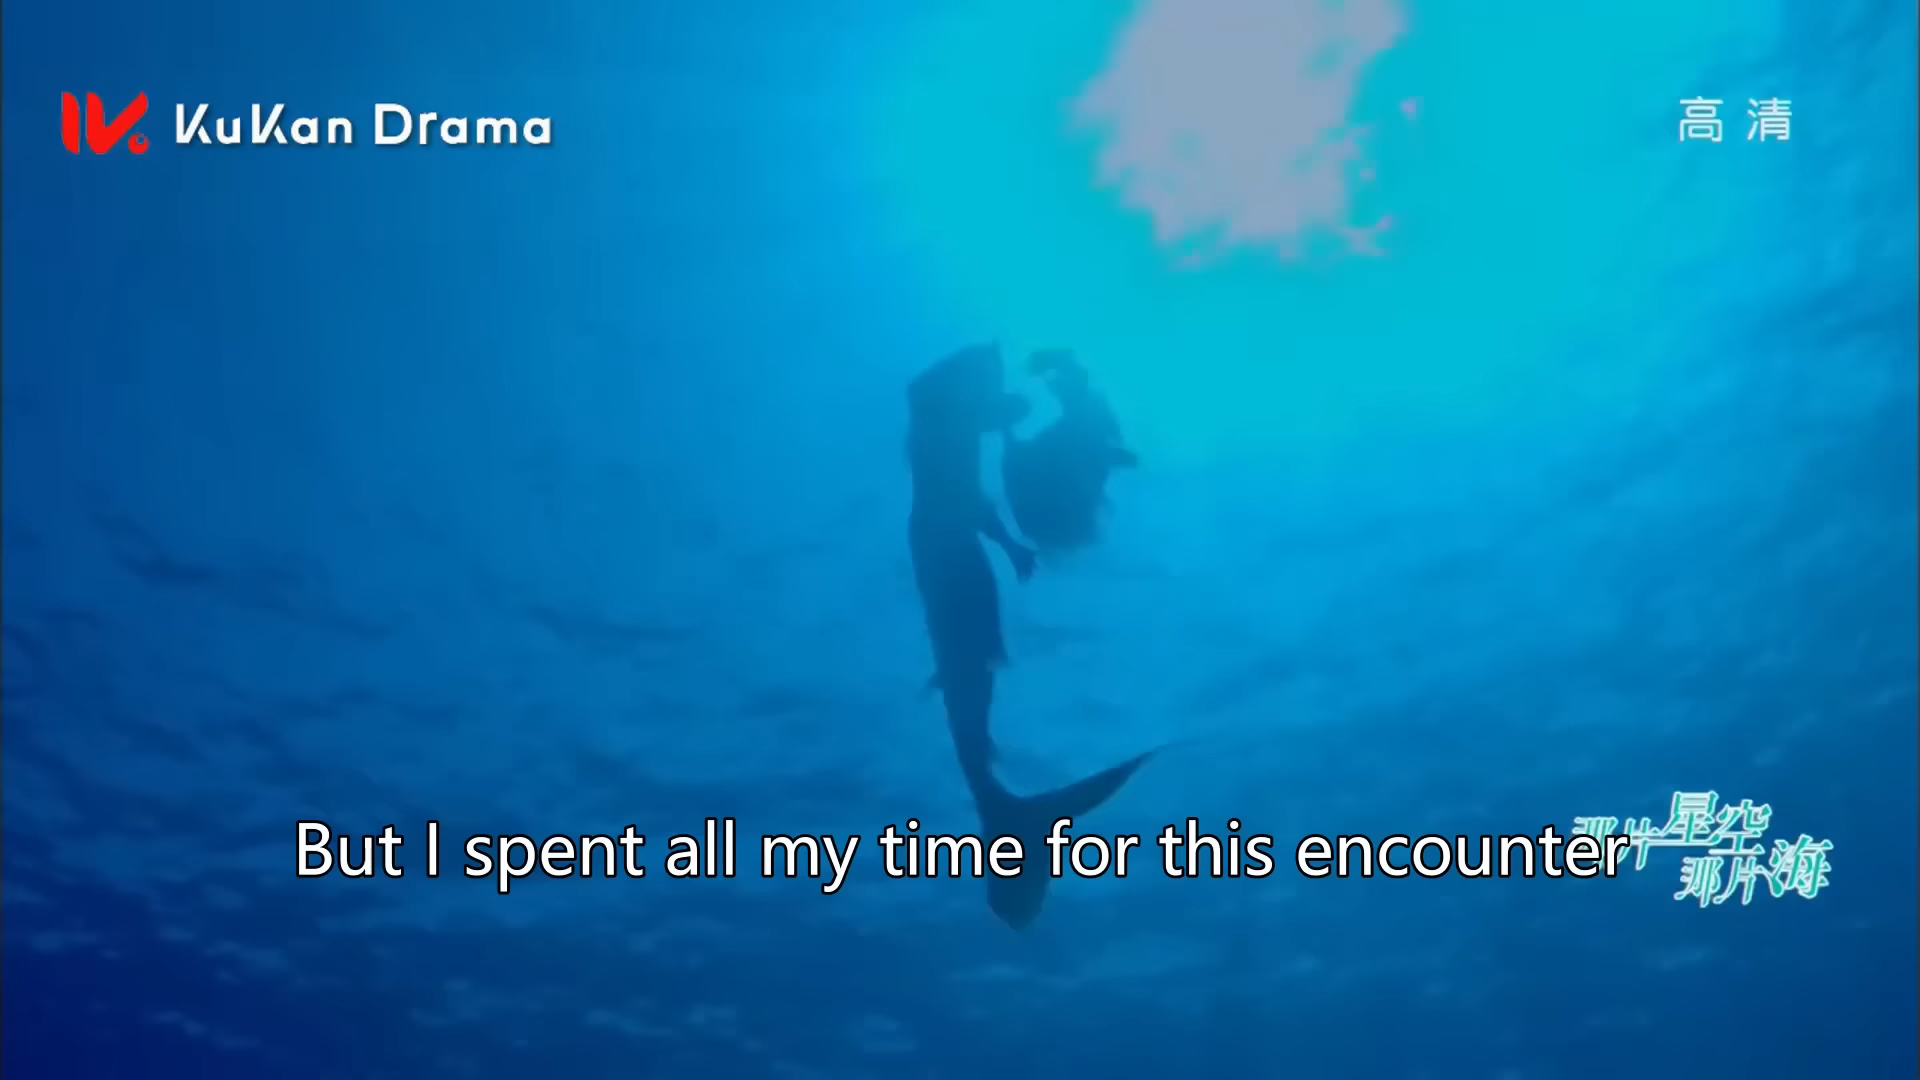 KuKan Drama
高清
那片星空
那片海
But I spent all my time for this encounter